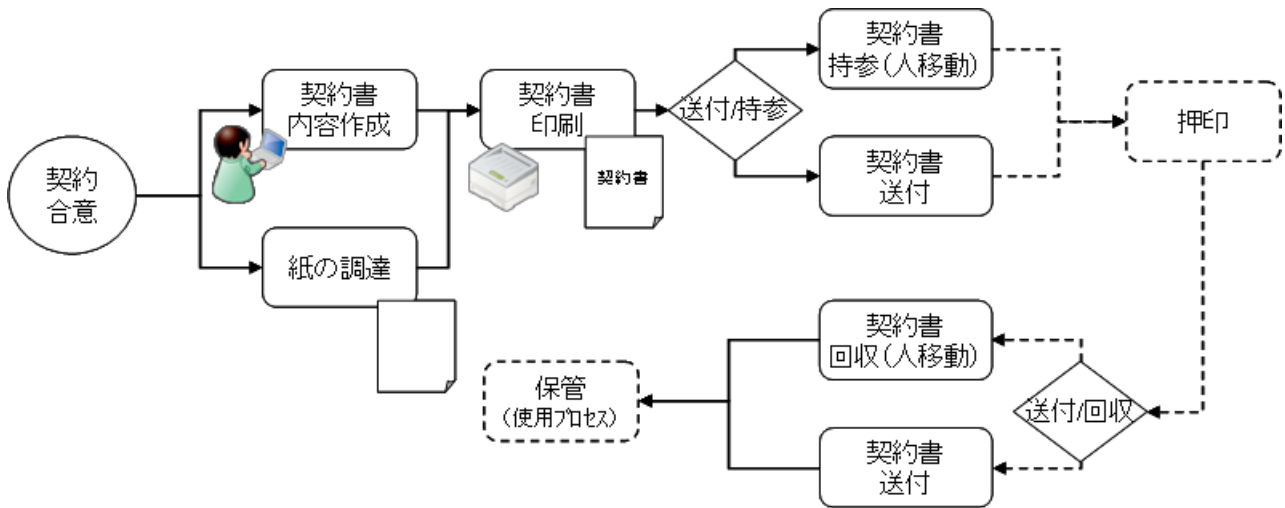 契約
合意
契約書
内容作成
紙の調達
契約書
印刷
契約書
送付/持参
契約書
持参(人移動)
契約書
送付
押印
送付/回収
契約書
回収(人移動)
契約書
送付
保管
(使用プロセス)